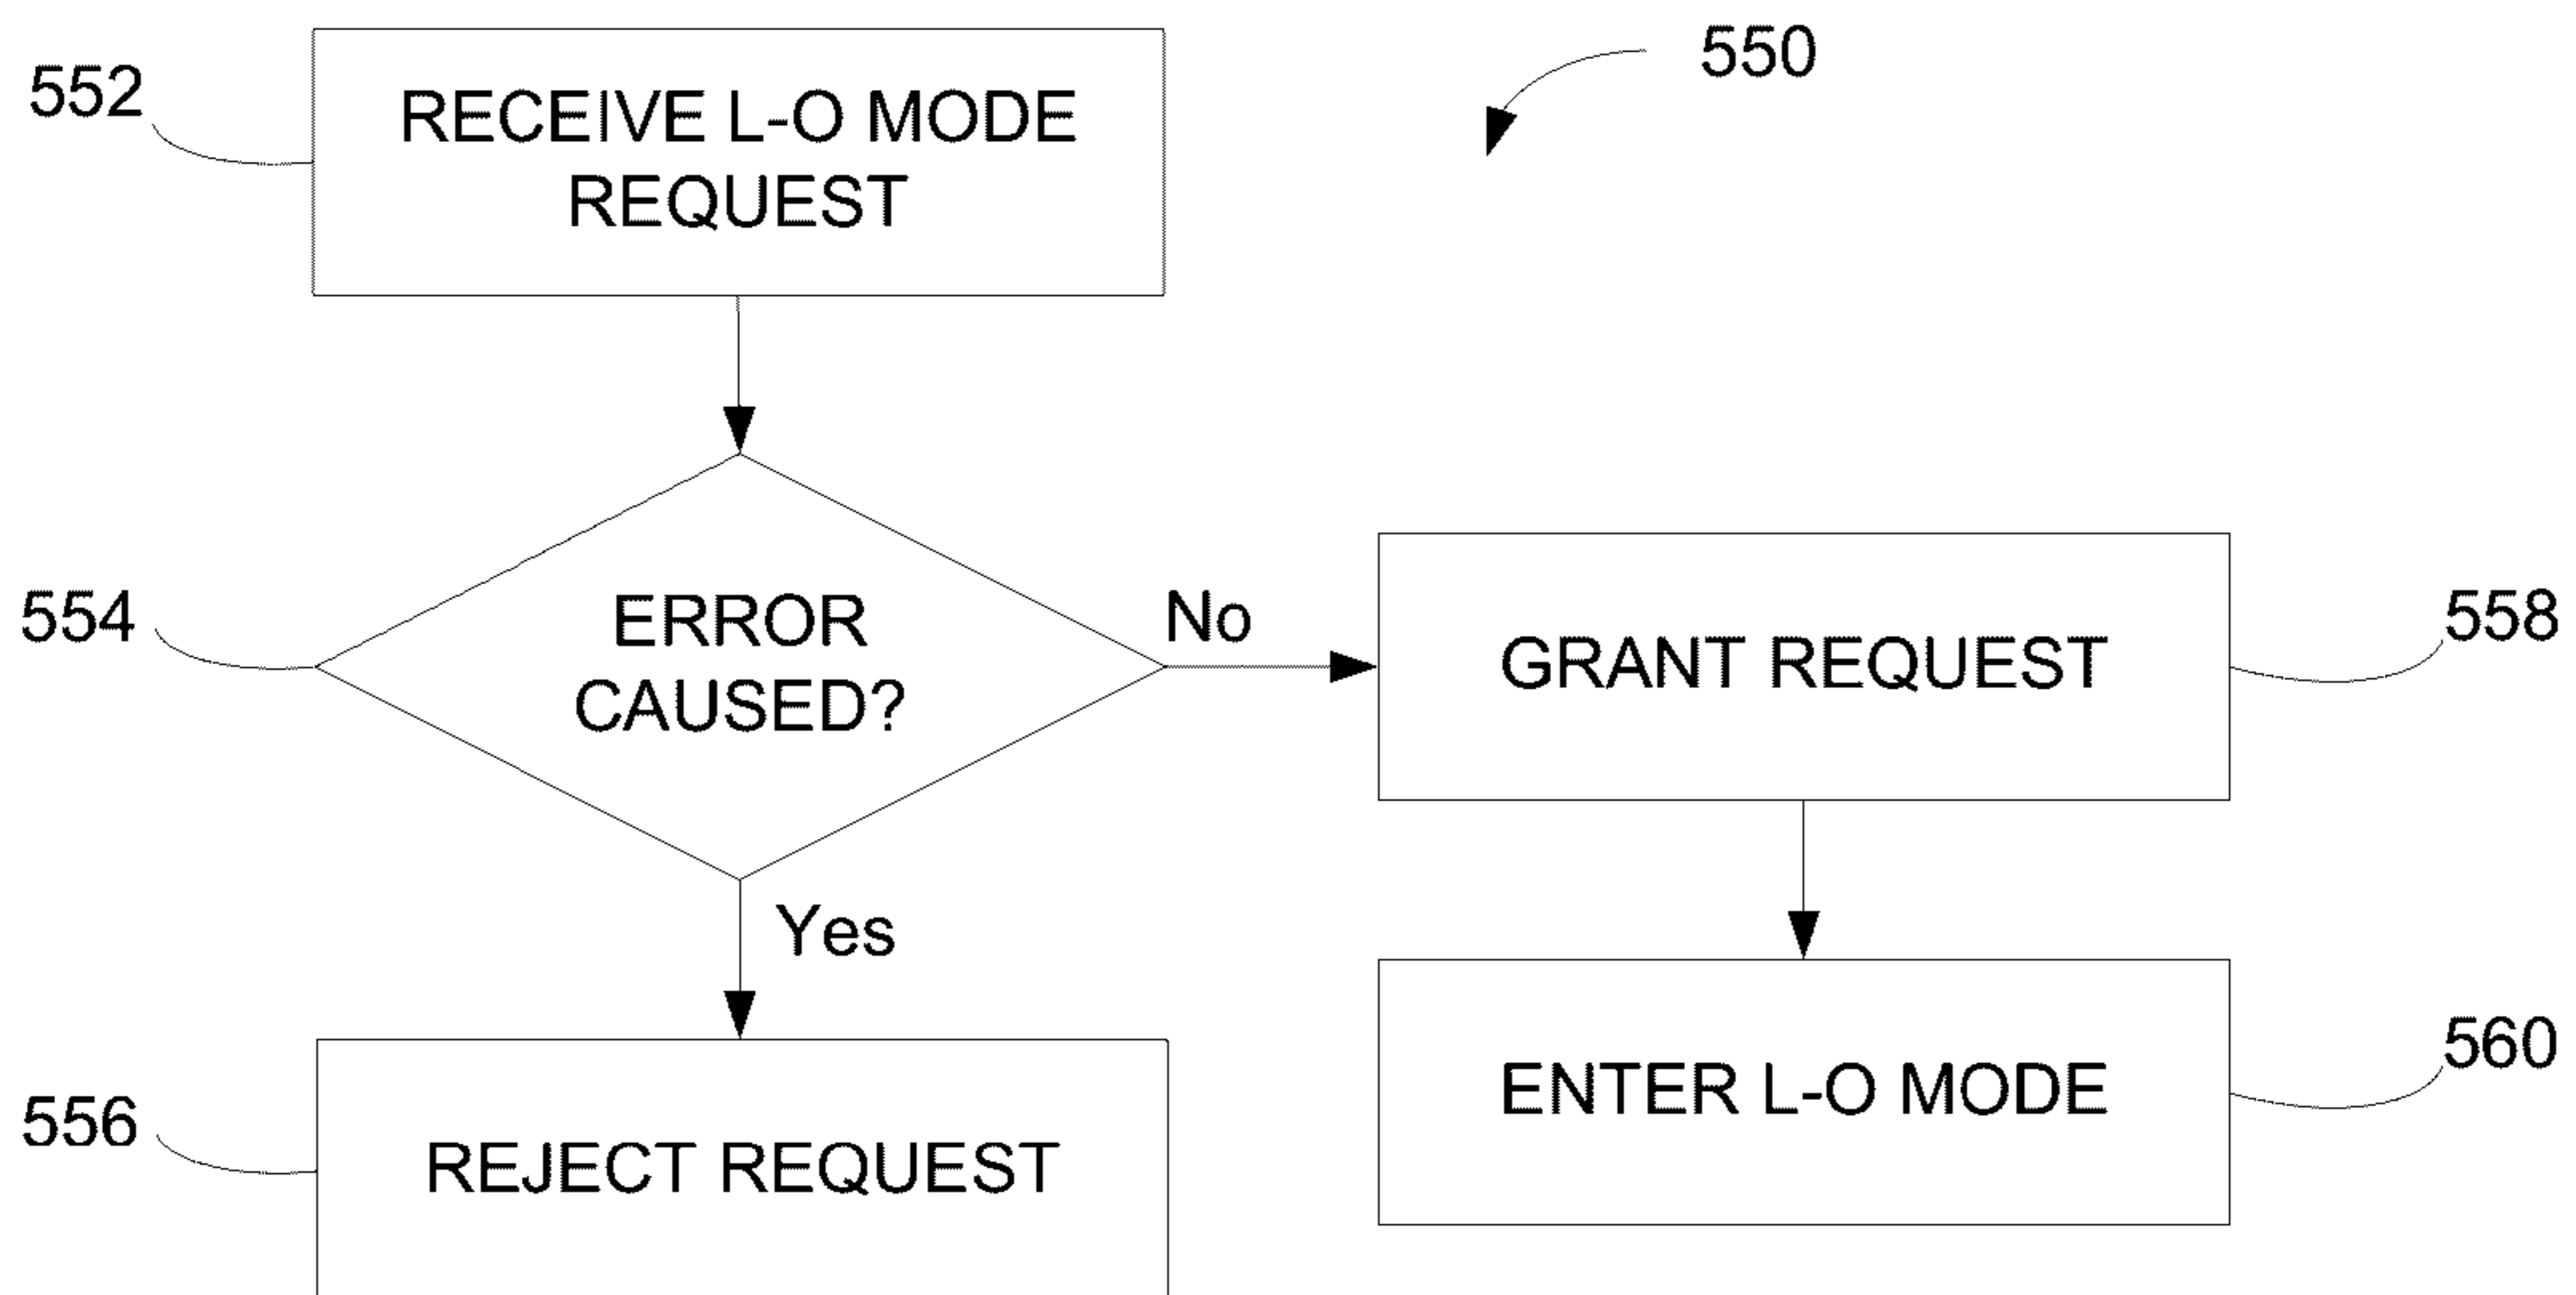 550
552
RECEIVE L-O MODE
REQUEST
554
ERROR
CAUSED?
No
Yes
558
GRANT REQUEST
556
REJECT REQUEST
560
ENTER L-O MODE